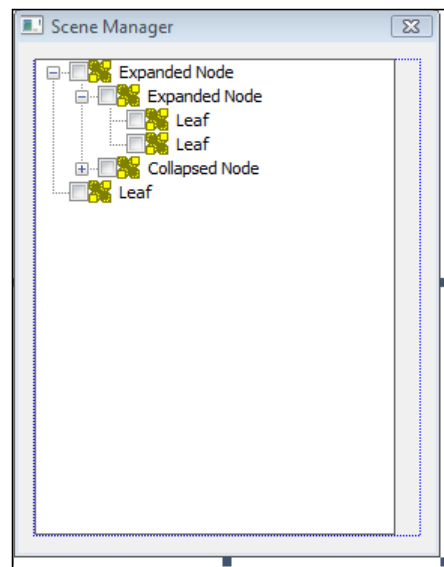 Scene Manager
Expanded Node
Expanded Node
Leaf
Leaf
Collapsed Node
Leaf